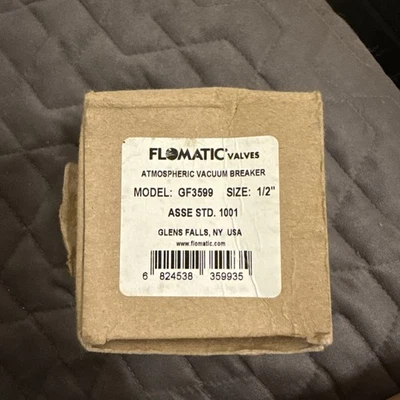 FLOMATIC® VALVES
ATMOSPHERIC VACUUM BREAKER
MODEL: GF3599 SIZE: 1/2"
ASSE STD. 1001
GLENS FALLS, NY USA
www.flomatic.com
6 824538 359935